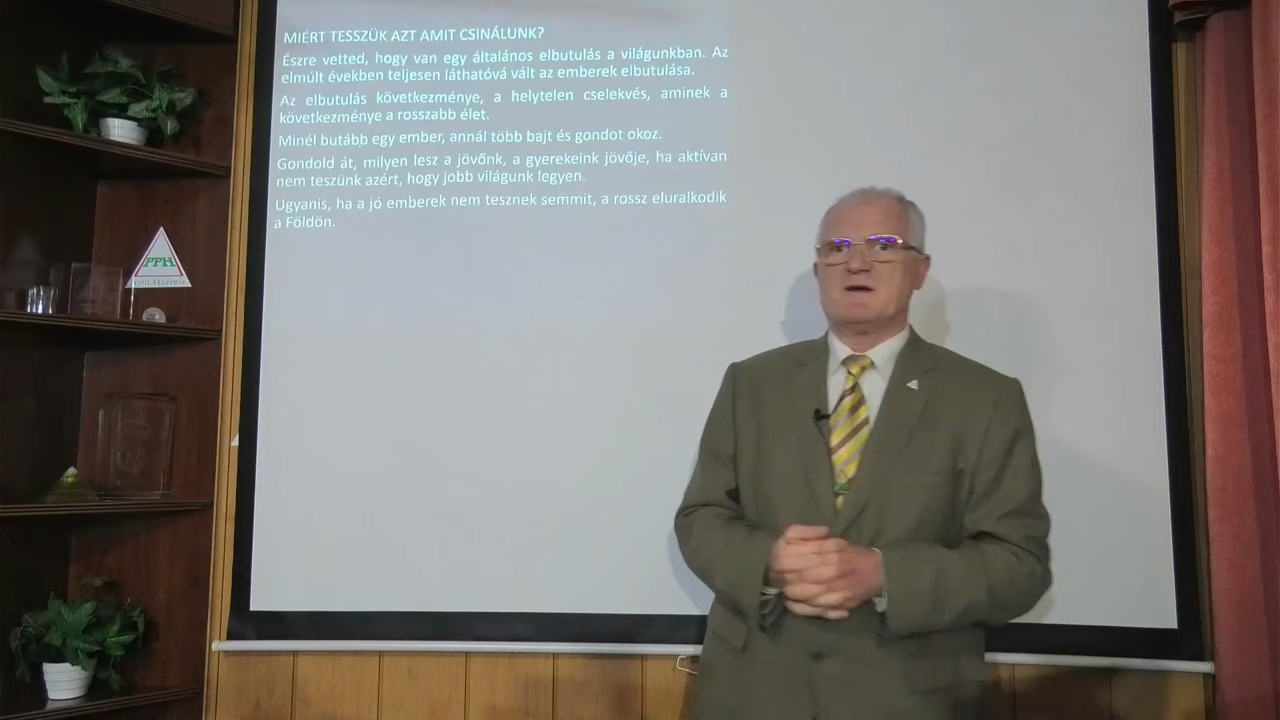 MIÉRT TESSZÜK AZT AMIT CSINÁLUNK?
Észre vetted, hogy van egy általános elbutulás a világunkban. Az
elmúlt években teljesen láthatóvá vált az emberek elbutulása.
Az elbutulás következménye, a helytelen cselekvés, aminek a
következménye a rosszabb élet.
Minél butább egy ember, annál több bajt és gondot okoz.
Gondold át, milyen lesz a jövőnk, a gyerekeink jövője, ha aktívan
nem teszünk azért, hogy jobb világunk legyen.
Ugyanis, ha a jó emberek nem tesznek semmit, a rossz eluralkodik
a Földön.
PPH